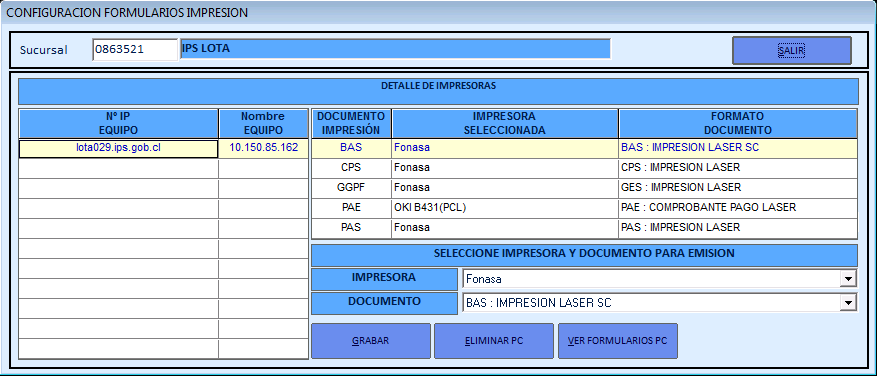 CONFIGURACION FORMULARIOS IMPRESION
Sucursal 0863521 IPS LOTA SALIR
DETALLE DE IMPRESORAS
Nº IP EQUIPO Nombre EQUIPO DOCUMENTO IMPRESIÓN IMPRESORA SELECCIONADA FORMATO DOCUMENTO
lota029.ips.gob.cl 10.150.85.162 BAS Fonasa BAS : IMPRESION LASER SC
CPS Fonasa CPS : IMPRESION LASER
GGPF Fonasa GES : IMPRESION LASER
PAE OKI B431(PCL) PAE : COMPROBANTE PAGO LASER
PAS Fonasa PAS : IMPRESION LASER
SELECCIONE IMPRESORA Y DOCUMENTO PARA EMISION
IMPRESORA Fonasa
DOCUMENTO BAS : IMPRESION LASER SC
GRABAR ELIMINAR PC VER FORMULARIOS PC